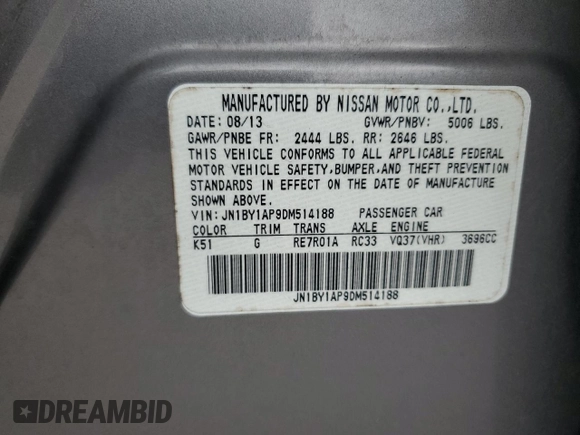 MANUFACTURED BY NISSAN MOTOR CO.,LTD.
DATE: 08/13 GVWR/PNBV: 5006 LBS.
GAWR/PNBE FR: 2444 LBS. RR: 2646 LBS.
THIS VEHICLE CONFORMS TO ALL APPLICABLE FEDERAL
MOTOR VEHICLE SAFETY,BUMPER,AND THEFT PREVENTION
STANDARDS IN EFFECT ON THE DATE OF MANUFACTURE
SHOWN ABOVE.
VIN: JN1BY1AP9DM514188 PASSENGER CAR
COLOR TRIM TRANS AXLE ENGINE
K51 G RE7R01A RC33 VQ37(VHR) 3696CC
JN1BY1AP9DM514188
DREAMBID